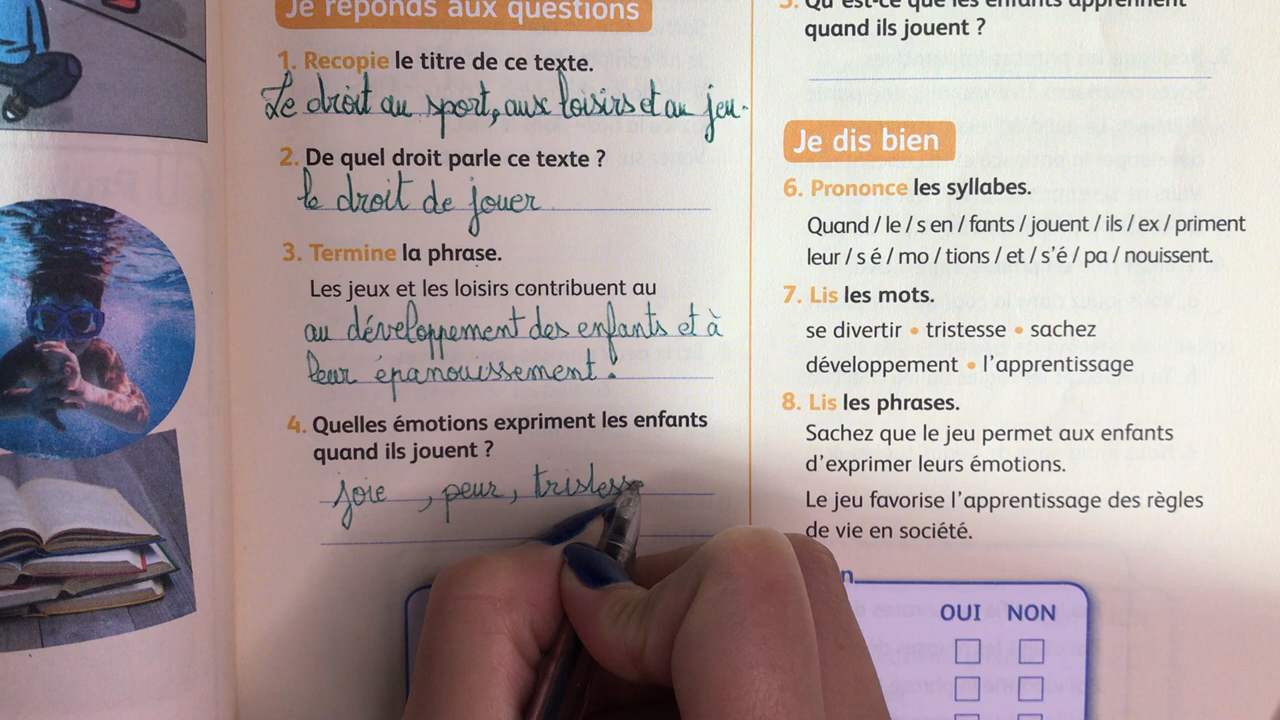 Je réponds aux questions
1. Recopie le titre de ce texte.
Le droit au sport, aux loisirs et au jeu.
2. De quel droit parle ce texte ?
le droit de jouer
3. Termine la phrase.
Les jeux et les loisirs contribuent au
au développement des enfants et à
leur épanouissement.
4. Quelles émotions expriment les enfants
quand ils jouent ?
joie , peur, tristesse
5. Qu'est-ce que les enfants apprennent
quand ils jouent ?
Je dis bien
6. Prononce les syllabes.
Quand / le / s en / fants / jouent / ils / ex / priment
leur / s é / mo / tions / et / s'é / pa / nouissent.
7. Lis les mots.
se divertir • tristesse • sachez
développement • l'apprentissage
8. Lis les phrases.
Sachez que le jeu permet aux enfants
d'exprimer leurs émotions.
Le jeu favorise l'apprentissage des règles
de vie en société.
OUI NON